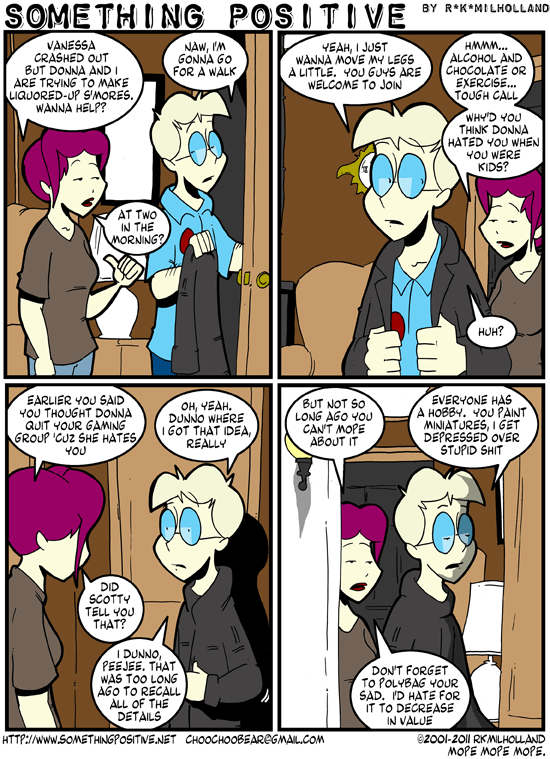 SOMETHING POSITIVE
BY R*K*MILHOLLAND
VANESSA
CRASHED OUT
BUT DONNA AND I
ARE TRYING TO MAKE
LIQUORED-UP S'MORES.
WANNA HELP?
NAW, I'M
GONNA GO
FOR A WALK
AT TWO
IN THE
MORNING?
YEAH, I JUST
WANNA MOVE MY LEGS
A LITTLE. YOU GUYS ARE
WELCOME TO JOIN
HMMM...
ALCOHOL AND
CHOCOLATE OR
EXERCISE...
TOUGH CALL
WHY'D YOU
THINK DONNA
HATED YOU WHEN
YOU WERE
KIDS?
HUH?
EARLIER YOU SAID
YOU THOUGHT DONNA
QUIT YOUR GAMING
GROUP 'CUZ SHE HATES
YOU
OH, YEAH.
DUNNO WHERE
I GOT THAT IDEA,
REALLY
DID
SCOTTY
TELL YOU
THAT?
I DUNNO,
PEEJEE. THAT
WAS TOO LONG
AGO TO RECALL
ALL OF THE
DETAILS
BUT NOT SO
LONG AGO YOU
CAN'T MOPE
ABOUT IT
EVERYONE HAS
A HOBBY. YOU PAINT
MINIATURES, I GET
DEPRESSED OVER
STUPID SHIT
DON'T FORGET
TO POLYBAG YOUR
SAD. I'D HATE FOR
IT TO DECREASE
IN VALUE
HTTP://WWW.SOMETHINGPOSITIVE.NET CHOOCHOOBEAR@GMAIL.COM
©2001-2011 RKMILHOLLAND
MOPE MOPE MOPE.